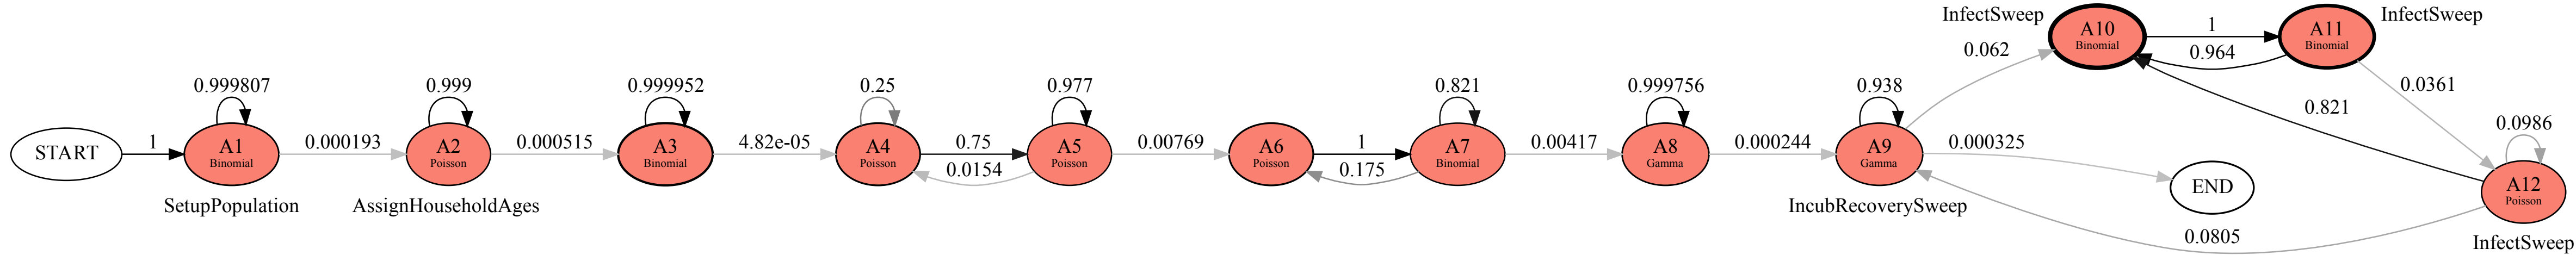 START
1
0.999807
A1
Binomial
SetupPopulation
0.000193
0.999
A2
Poisson
AssignHouseholdAges
0.000515
0.999952
A3
Binomial
4.82e-05
0.25
A4
Poisson
0.75
0.0154
0.977
A5
Poisson
0.00769
A6
Poisson
1
0.175
0.821
A7
Binomial
0.00417
0.999756
A8
Gamma
0.000244
0.938
A9
Gamma
IncubRecoverySweep
0.062
0.000325
END
InfectSweep
A10
Binomial
1
0.964
A11
Binomial
InfectSweep
0.0361
0.821
0.0986
A12
Poisson
InfectSweep
0.0805